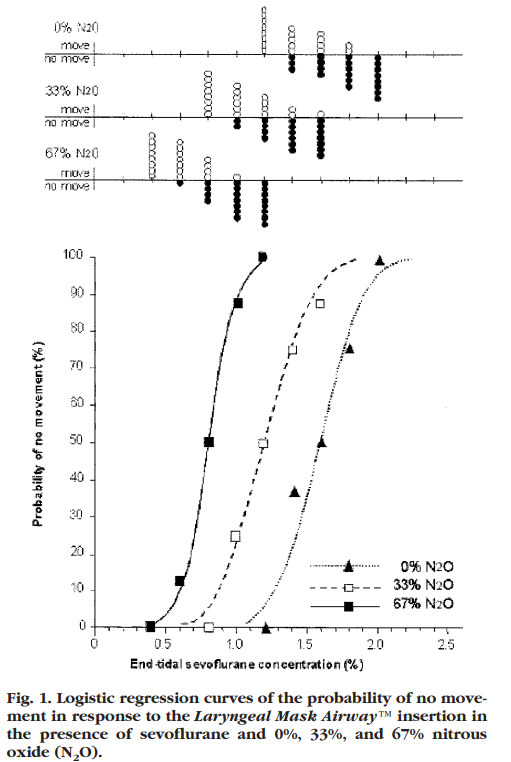 0% N2O
move
no move
33% N2O
move
no move
67% N2O
move
no move
100
90
80
70
60
50
40
30
20
10
0
Probability of no movement (%)
0% N2O
33% N2O
67% N2O
0 0.5 1.0 1.5 2.0 2.5
End-tidal sevoflurane concentration (%)
Fig. 1. Logistic regression curves of the probability of no move-
ment in response to the Laryngeal Mask Airway™ insertion in
the presence of sevoflurane and 0%, 33%, and 67% nitrous
oxide (N₂O).